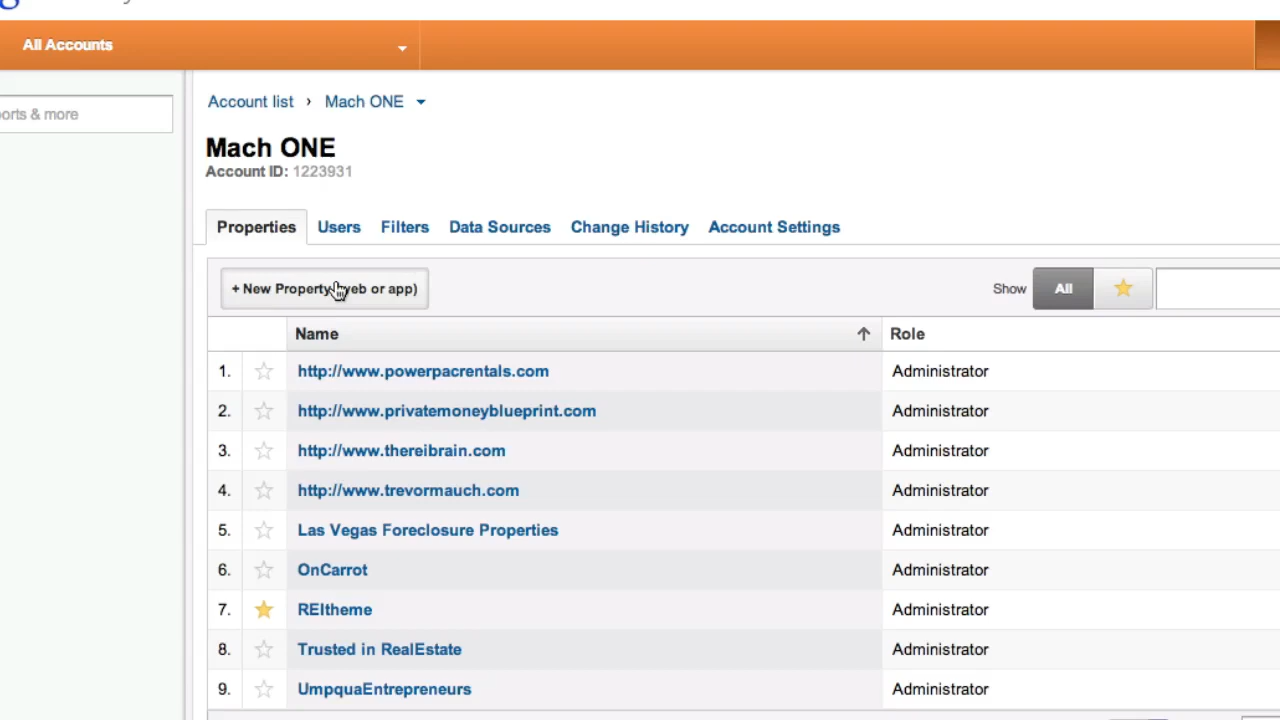 All Accounts
orts & more
Account list › Mach ONE
Mach ONE
Account ID: 1223931
Properties Users Filters Data Sources Change History Account Settings
+ New Property (web or app) Show All
Name Role
1. http://www.powerpacrentals.com Administrator
2. http://www.privatemoneyblueprint.com Administrator
3. http://www.thereibrain.com Administrator
4. http://www.trevormauch.com Administrator
5. Las Vegas Foreclosure Properties Administrator
6. OnCarrot Administrator
7. REItheme Administrator
8. Trusted in RealEstate Administrator
9. UmpquaEntrepreneurs Administrator